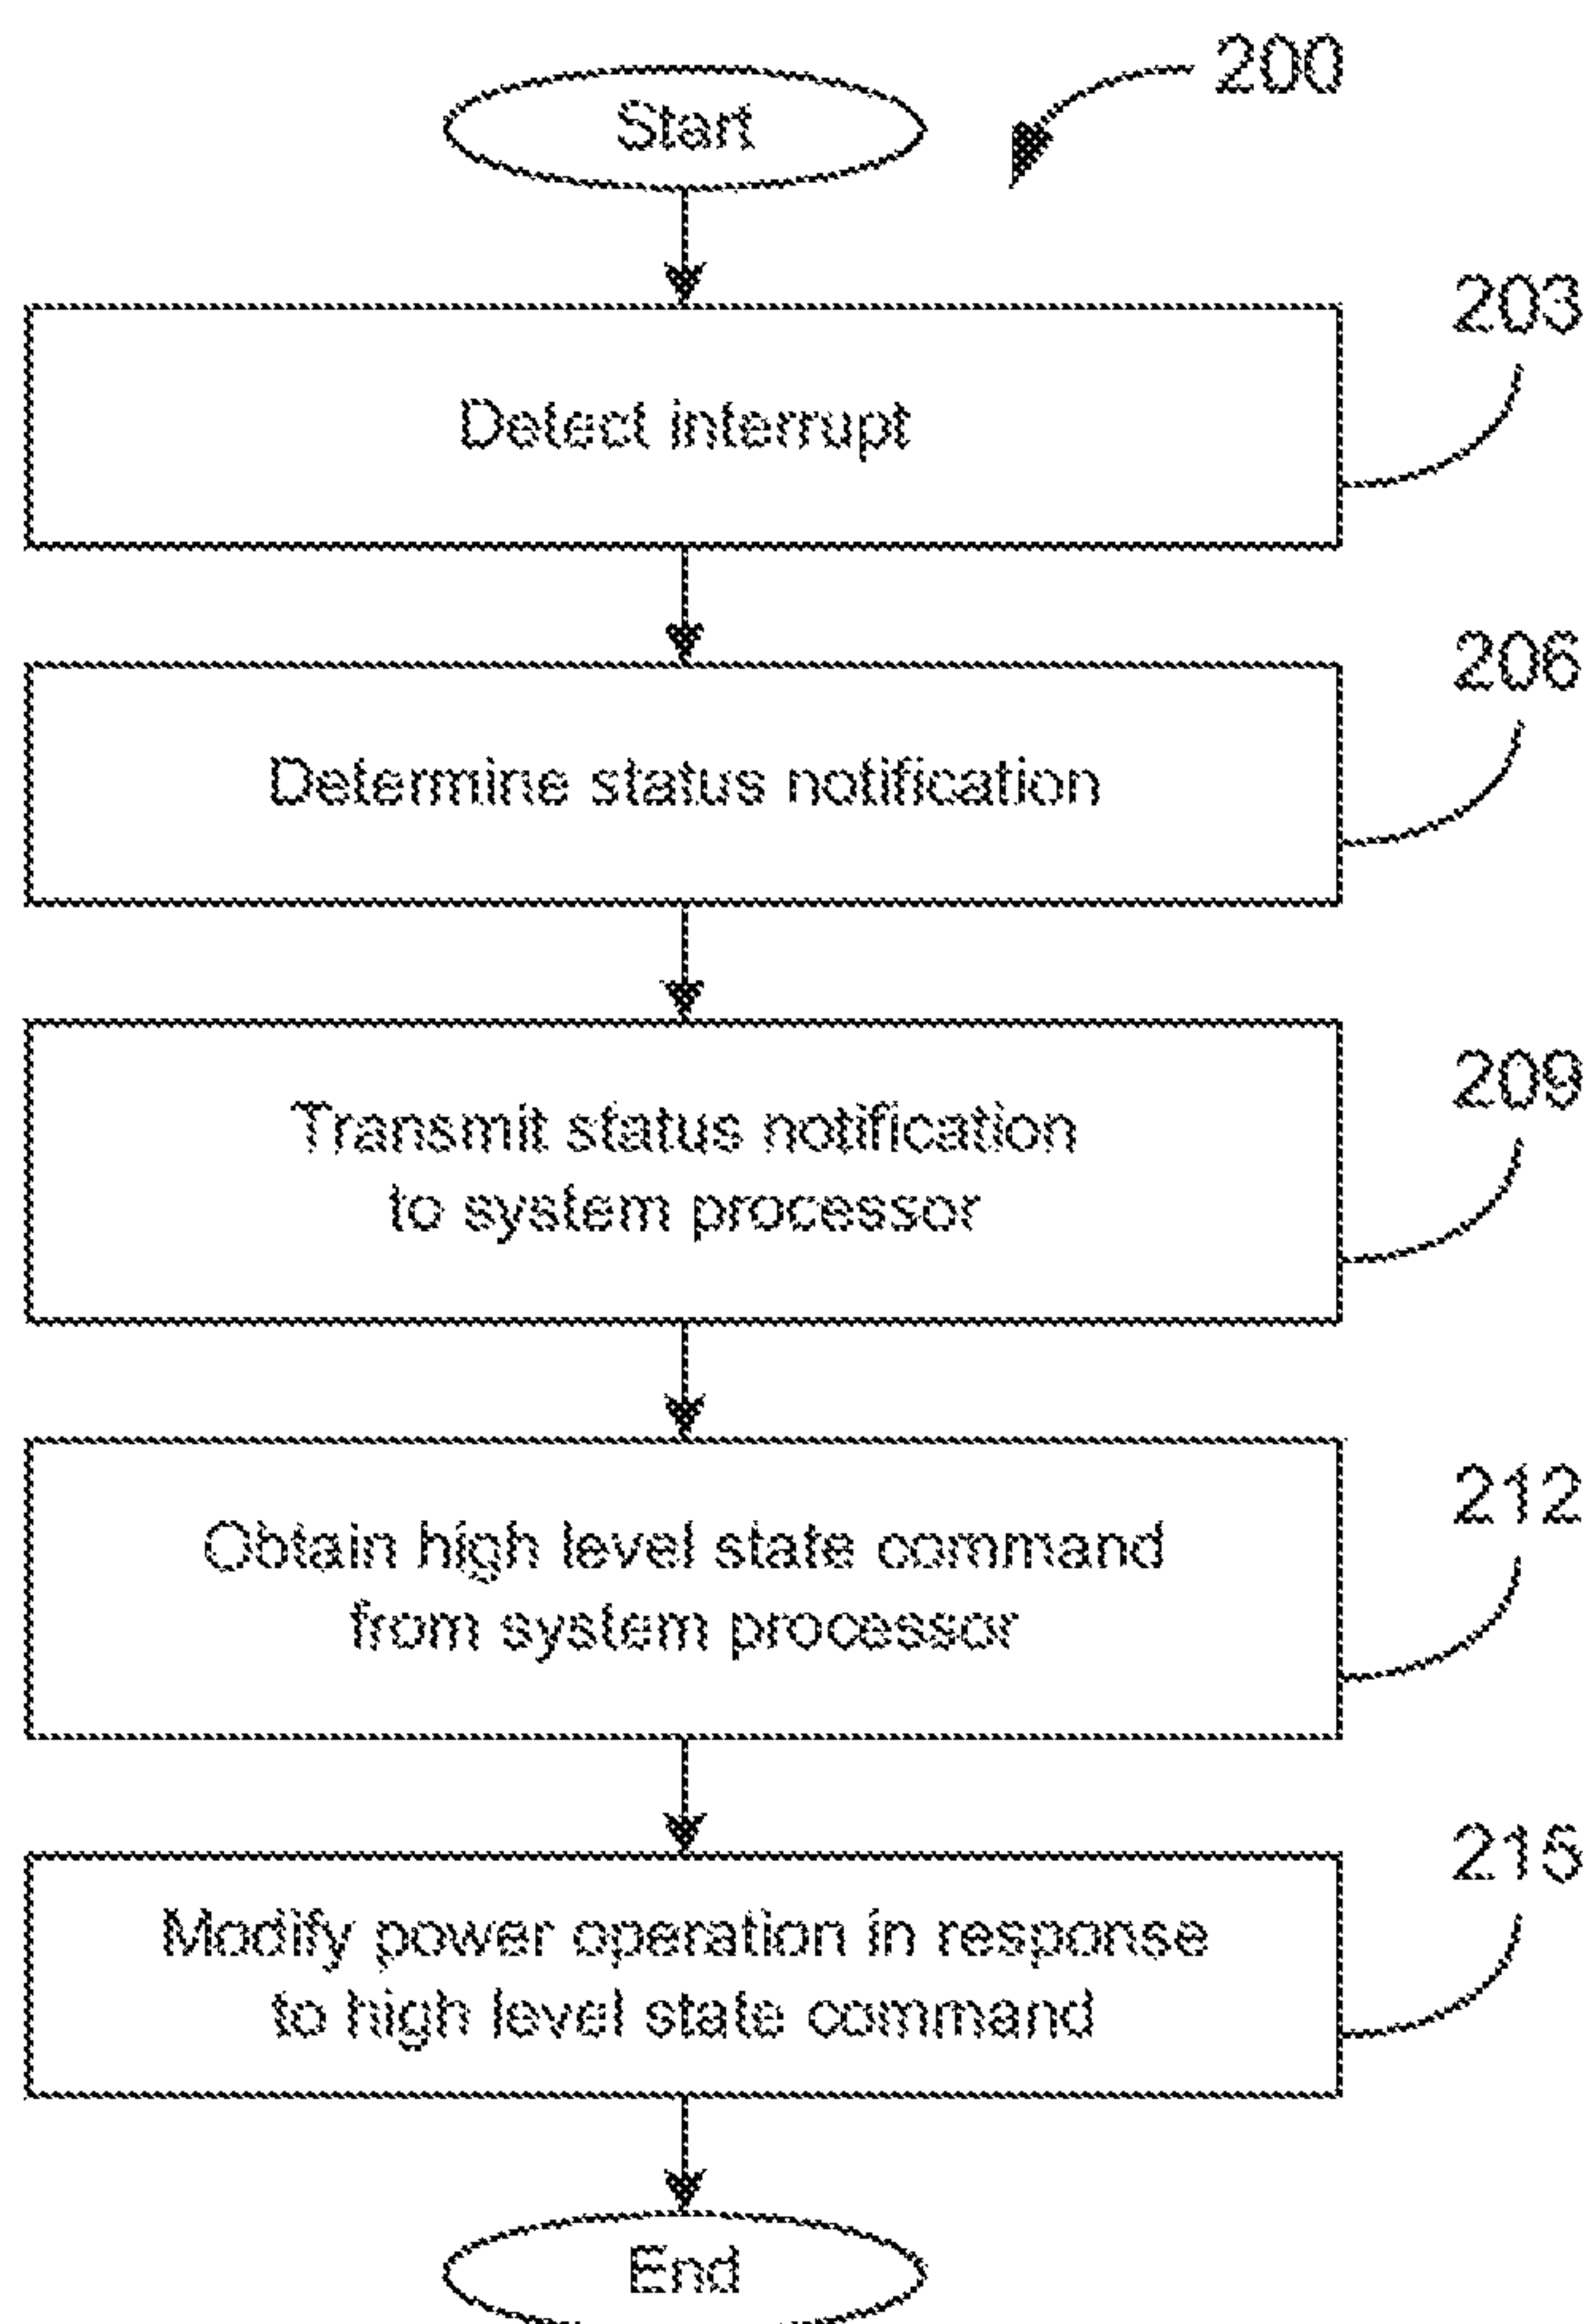 200
Start
203
Detect interrupt
206
Determine status notification
209
Transmit status notification
to system processor
212
Obtain high level state command
from system processor
215
Modify power operation in response
to high level state command
End